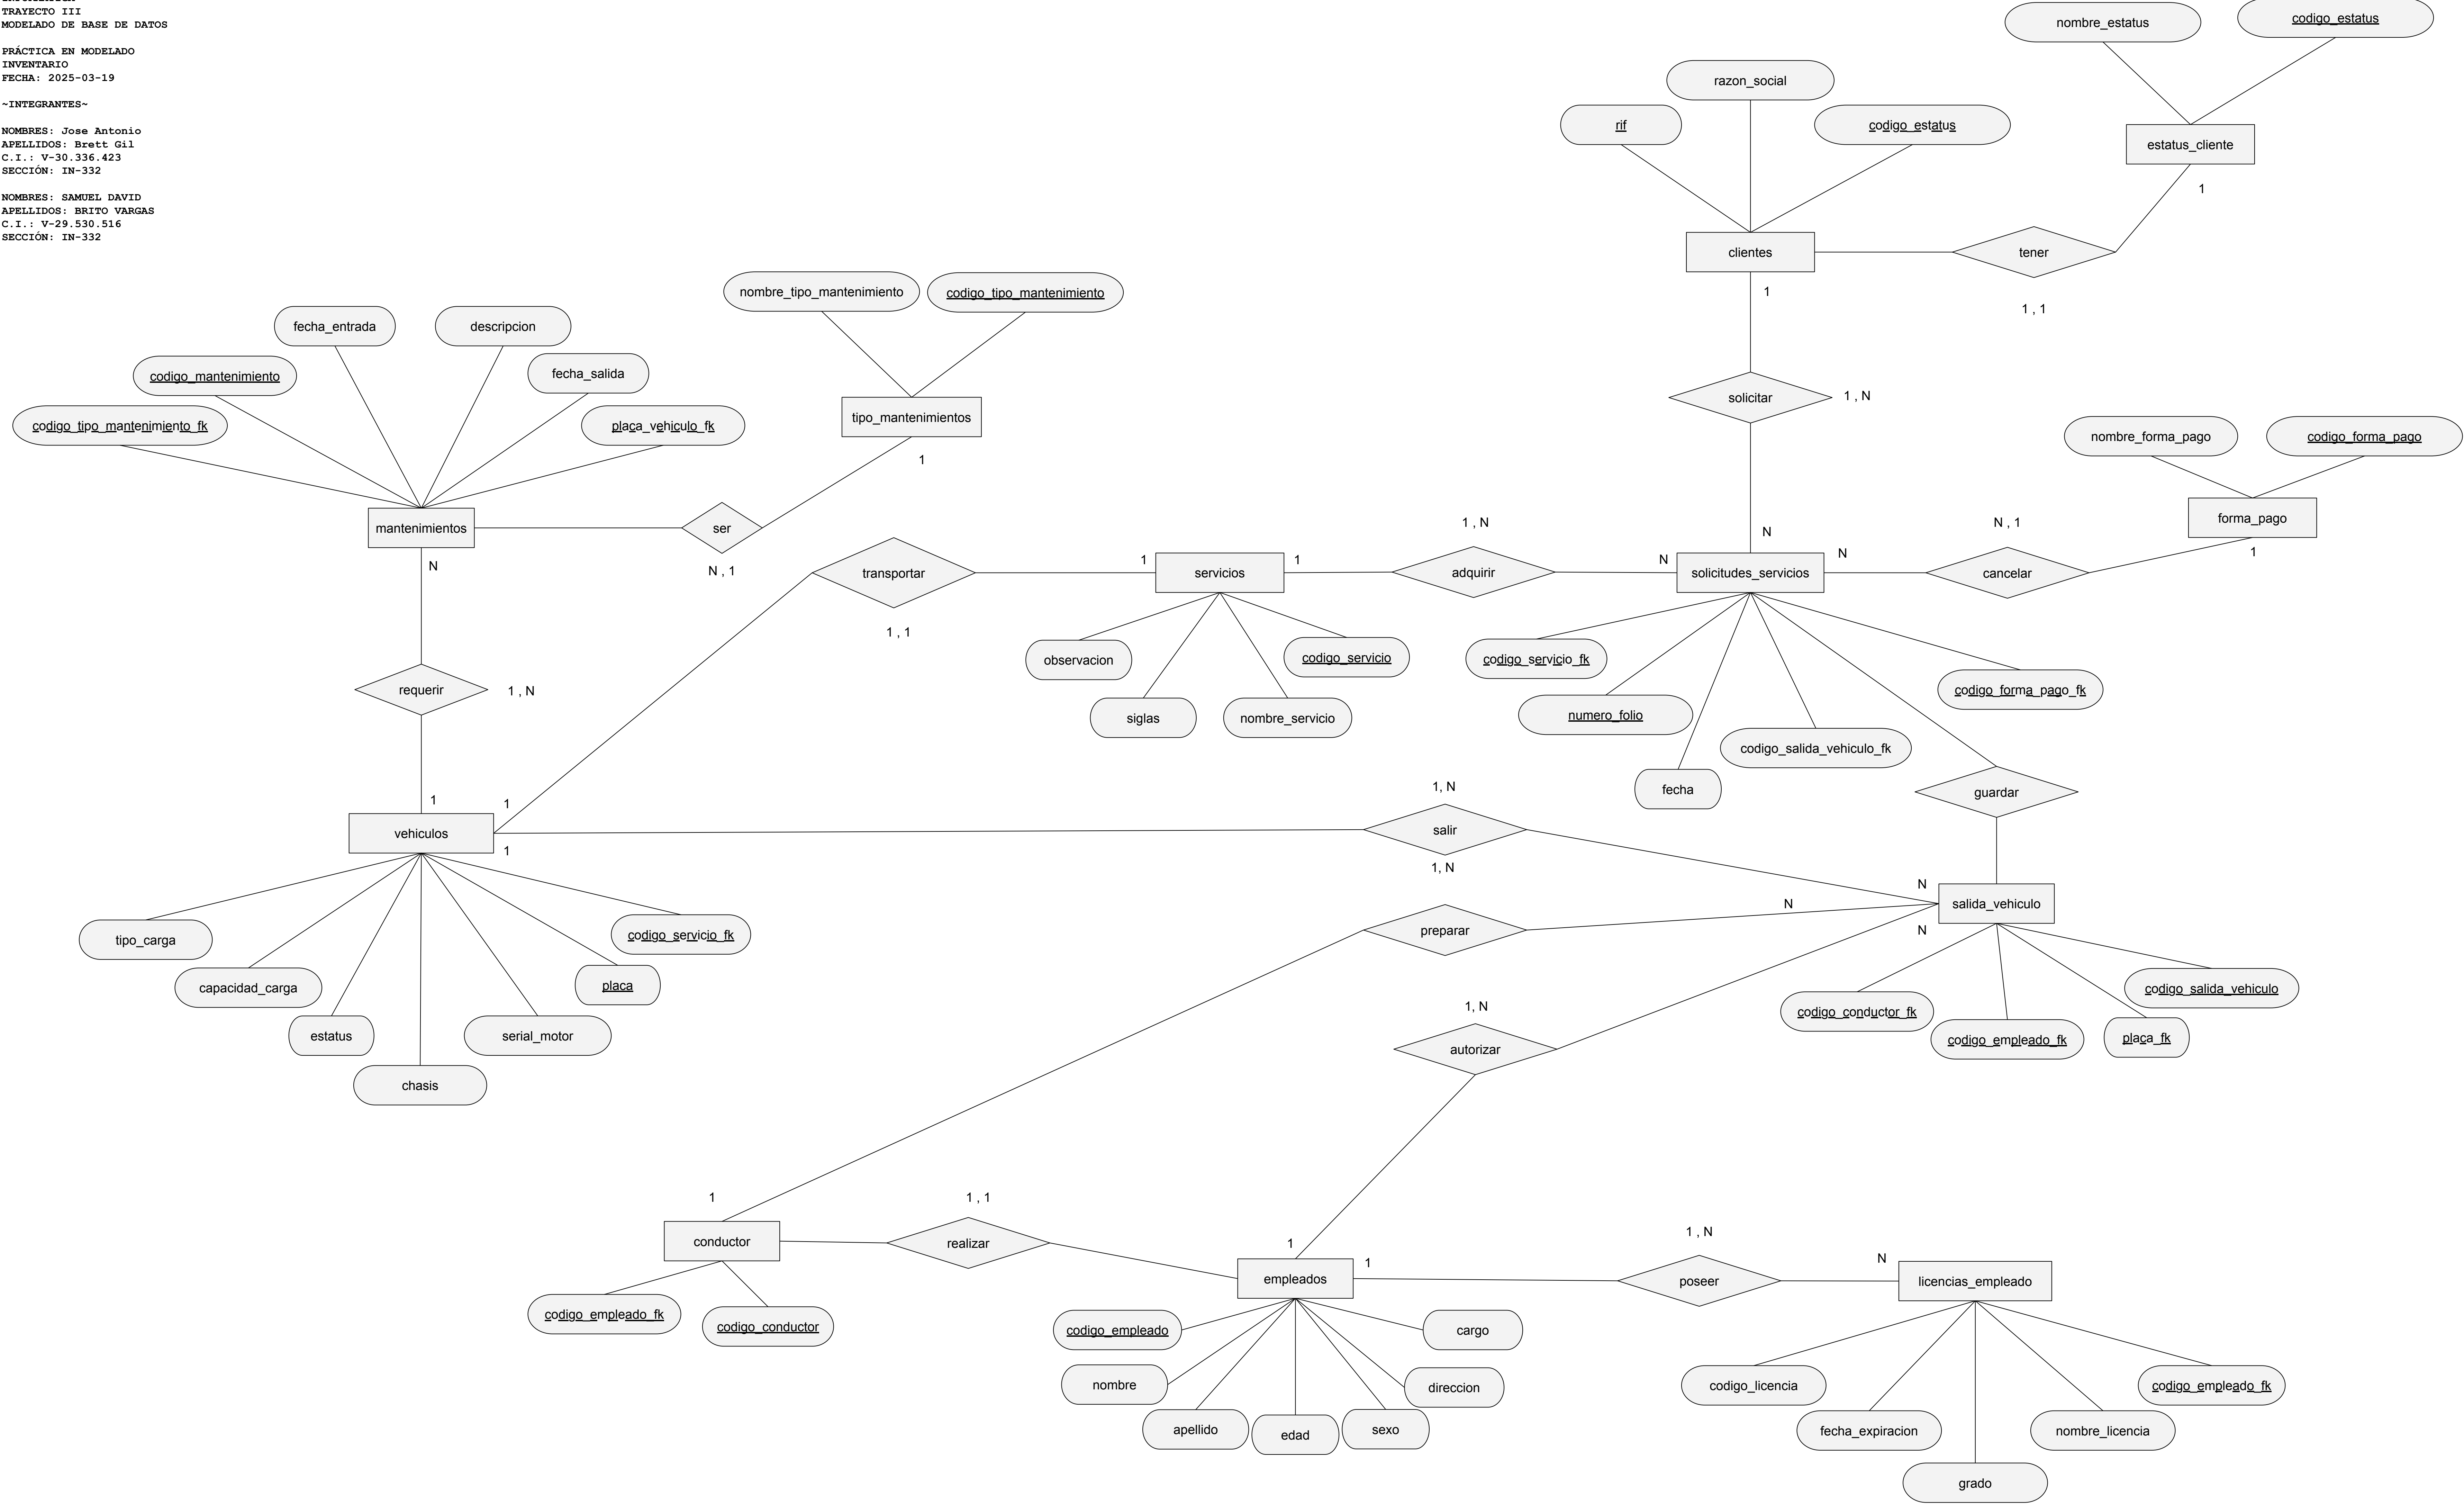 TRAYECTO III
MODELADO DE BASE DE DATOS
PRÁCTICA EN MODELADO
INVENTARIO
FECHA: 2025-03-19
~INTEGRANTES~
NOMBRES: Jose Antonio
APELLIDOS: Brett Gil
C.I.: V-30.336.423
SECCIÓN: IN-332
NOMBRES: SAMUEL DAVID
APELLIDOS: BRITO VARGAS
C.I.: V-29.530.516
SECCIÓN: IN-332
nombre_estatus
codigo_estatus
razon_social
rif
codigo_estatus
estatus_cliente
1
clientes
tener
1
1 , 1
nombre_tipo_mantenimiento
codigo_tipo_mantenimiento
fecha_entrada
descripcion
codigo_mantenimiento
fecha_salida
codigo_tipo_mantenimiento_fk
placa_vehiculo_fk
tipo_mantenimientos
1
solicitar
1 , N
nombre_forma_pago
codigo_forma_pago
mantenimientos
ser
N , 1
N
forma_pago
1
transportar
1 , 1
1
servicios
1
1 , N
adquirir
N
N
solicitudes_servicios
N
N , 1
cancelar
observacion
codigo_servicio
siglas
nombre_servicio
codigo_servicio_fk
codigo_forma_pago_fk
numero_folio
codigo_salida_vehiculo_fk
fecha
guardar
requerir
1 , N
1
1
vehiculos
1
1, N
salir
1, N
N
salida_vehiculo
N
preparar
N
tipo_carga
codigo_servicio_fk
capacidad_carga
placa
estatus
serial_motor
chasis
codigo_salida_vehiculo
codigo_conductor_fk
codigo_empleado_fk
placa_fk
1, N
autorizar
1
conductor
1 , 1
realizar
1
empleados
1
1 , N
poseer
N
licencias_empleado
codigo_empleado_fk
codigo_conductor
codigo_empleado
cargo
nombre
direccion
apellido
edad
sexo
codigo_licencia
codigo_empleado_fk
fecha_expiracion
nombre_licencia
grado